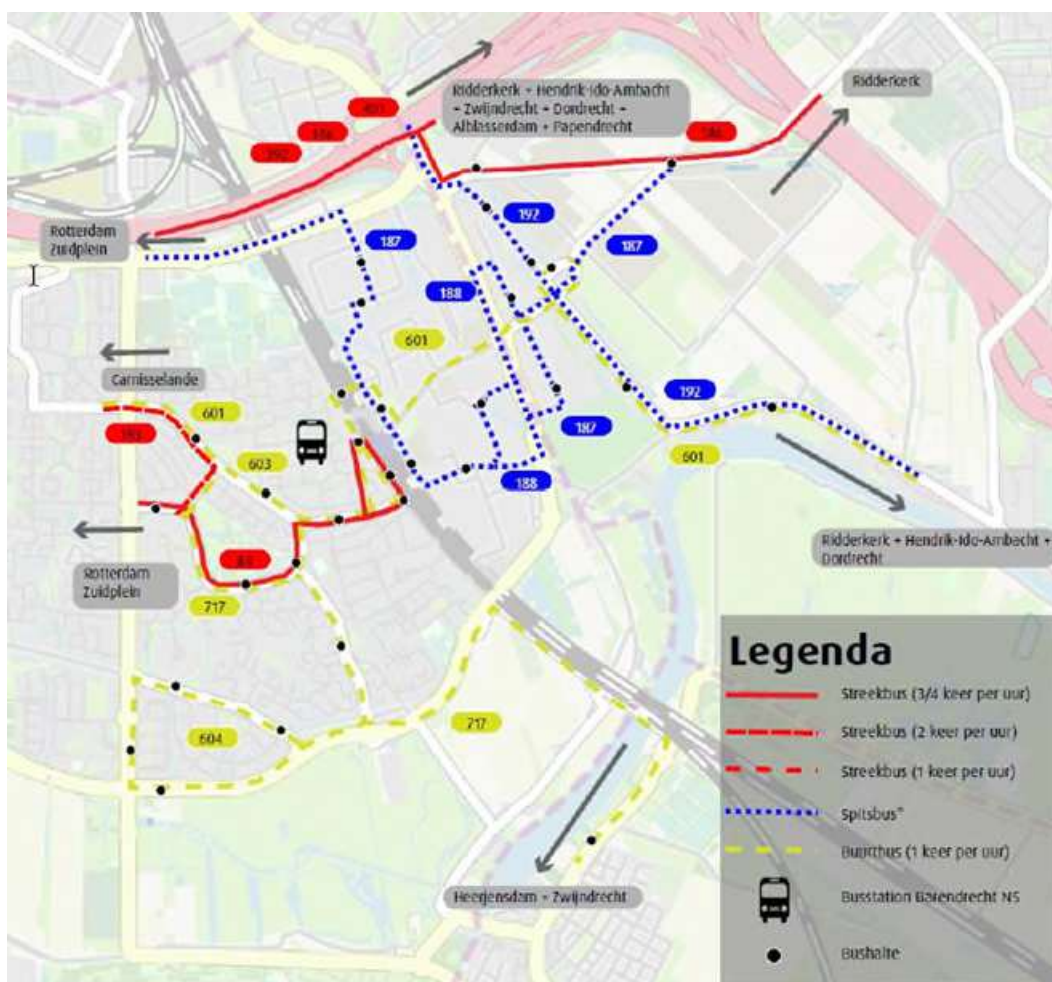 Ridderkerk + Hendrik-Ido-Ambacht
+ Zwijndrecht + Dordrecht +
Alblasserdam + Papendrecht
Ridderkerk
Rotterdam
Zuidplein
192
187
187
188
601
Carnisselande
601
603
187
192
601
188
Rotterdam
Zuidplein
717
Ridderkerk + Hendrik-Ido-Ambacht +
Dordrecht
604
717
Heerjensdam + Zwijndrecht
Legenda
Streekbus (3/4 keer per uur)
Streekbus (2 keer per uur)
Streekbus (1 keer per uur)
Spitsbus*
Buurtbus (1 keer per uur)
Busstation Barendrecht NS
Bushalte